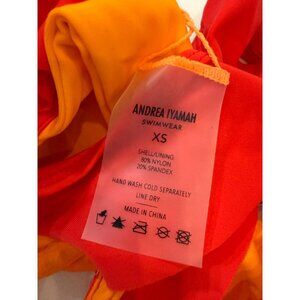 ANDREA IYAMAH
SWIMWEAR
XS
SHELL/LINING
80% NYLON
20% SPANDEX
HAND WASH COLD SEPARATELY
LINE DRY
MADE IN CHINA